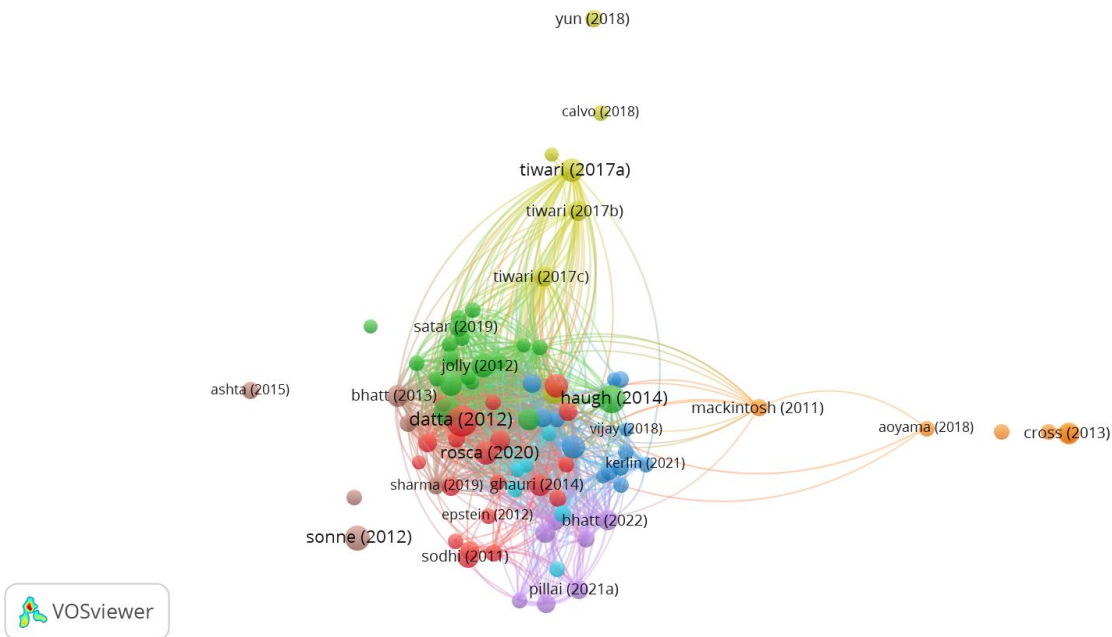 yun (2018)
calvo (2018)
tiwari (2017a)
tiwari (2017b)
tiwari (2017c)
satar (2019)
jolly (2012)
ashta (2015)
bhatt (2013)
haugh (2014)
mackintosh (2011)
datta (2012)
vijay (2018)
aoyama (2018)
cross (2013)
rosca (2020)
kerlin (2021)
sharma (2019)
ghauri (2014)
epstein (2012)
bhatt (2022)
sonne (2012)
sodhi (2011)
pillai (2021a)
VOSviewer